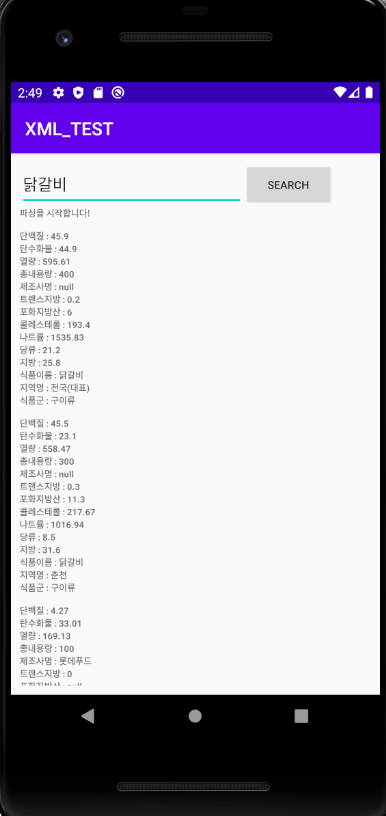 2:49
XML_TEST
닭갈비
SEARCH
파싱을 시작합니다!
단백질 : 45.9
탄수화물 : 44.9
열량 : 595.61
총내용량 : 400
제조사명 : null
트랜스지방 : 0.2
포화지방산 : 6
콜레스테롤 : 193.4
나트륨 : 1535.83
당류 : 21.2
지방 : 25.8
식품이름 : 닭갈비
지역명 : 전국(대표)
식품군 : 구이류
단백질 : 45.5
탄수화물 : 23.1
열량 : 558.47
총내용량 : 300
제조사명 : null
트랜스지방 : 0.3
포화지방산 : 11.3
콜레스테롤 : 217.67
나트륨 : 1016.94
당류 : 8.5
지방 : 31.6
식품이름 : 닭갈비
지역명 : 춘천
식품군 : 구이류
단백질 : 4.27
탄수화물 : 33.01
열량 : 169.13
총내용량 : 100
제조사명 : 롯데푸드
트랜스지방 : 0
포화지방산 : null